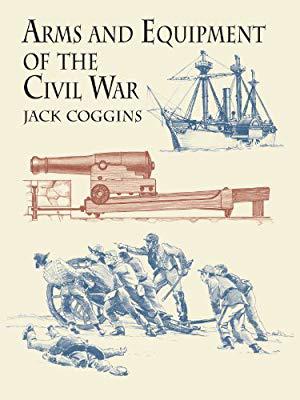 ARMS AND EQUIPMENT
OF THE
CIVIL WAR
JACK COGGINS